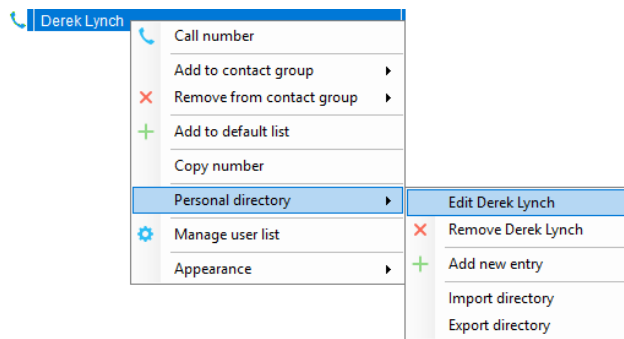 Derek Lynch
Call number
Add to contact group
Remove from contact group
Add to default list
Copy number
Personal directory
Manage user list
Appearance
Edit Derek Lynch
Remove Derek Lynch
Add new entry
Import directory
Export directory